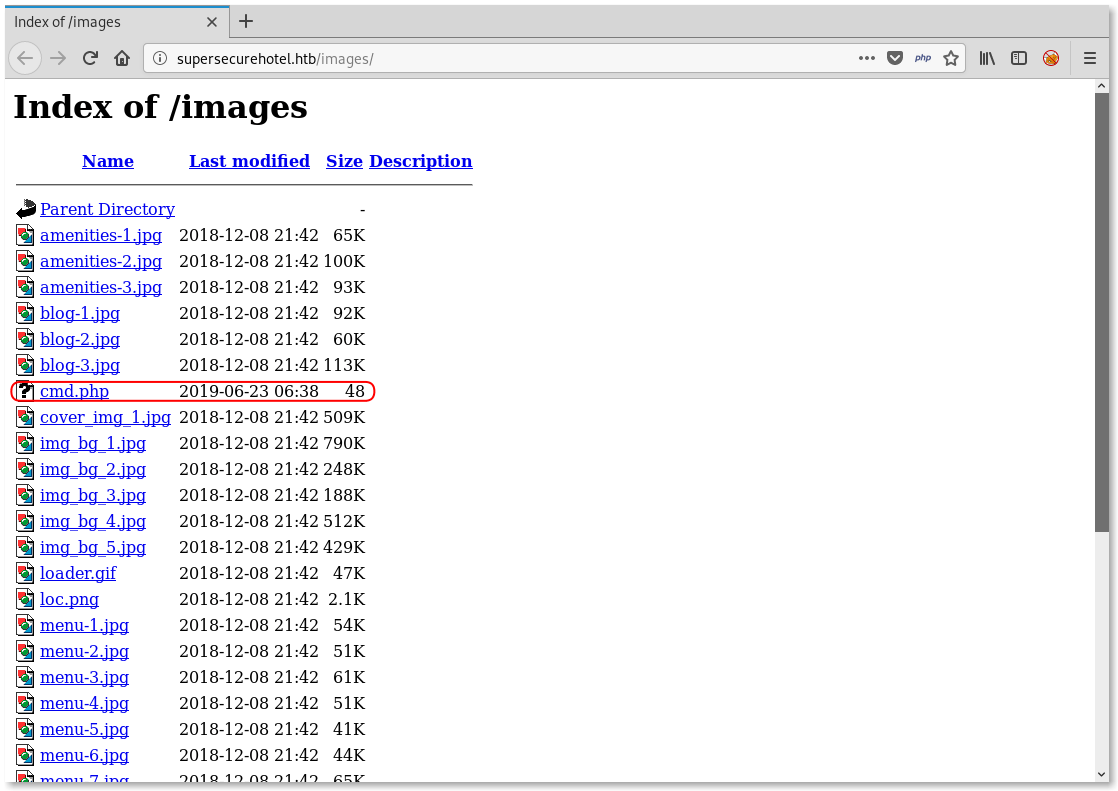 Index of /images
supersecurehotel.htb/images/
php
Index of /images
Name Last modified Size Description
Parent Directory -
amenities-1.jpg 2018-12-08 21:42 65K
amenities-2.jpg 2018-12-08 21:42 100K
amenities-3.jpg 2018-12-08 21:42 93K
blog-1.jpg 2018-12-08 21:42 92K
blog-2.jpg 2018-12-08 21:42 60K
blog-3.jpg 2018-12-08 21:42 113K
cmd.php 2019-06-23 06:38 48
cover_img_1.jpg 2018-12-08 21:42 509K
img_bg_1.jpg 2018-12-08 21:42 790K
img_bg_2.jpg 2018-12-08 21:42 248K
img_bg_3.jpg 2018-12-08 21:42 188K
img_bg_4.jpg 2018-12-08 21:42 512K
img_bg_5.jpg 2018-12-08 21:42 429K
loader.gif 2018-12-08 21:42 47K
loc.png 2018-12-08 21:42 2.1K
menu-1.jpg 2018-12-08 21:42 54K
menu-2.jpg 2018-12-08 21:42 51K
menu-3.jpg 2018-12-08 21:42 61K
menu-4.jpg 2018-12-08 21:42 51K
menu-5.jpg 2018-12-08 21:42 41K
menu-6.jpg 2018-12-08 21:42 44K
menu-7.jpg 2018-12-08 21:42 65K